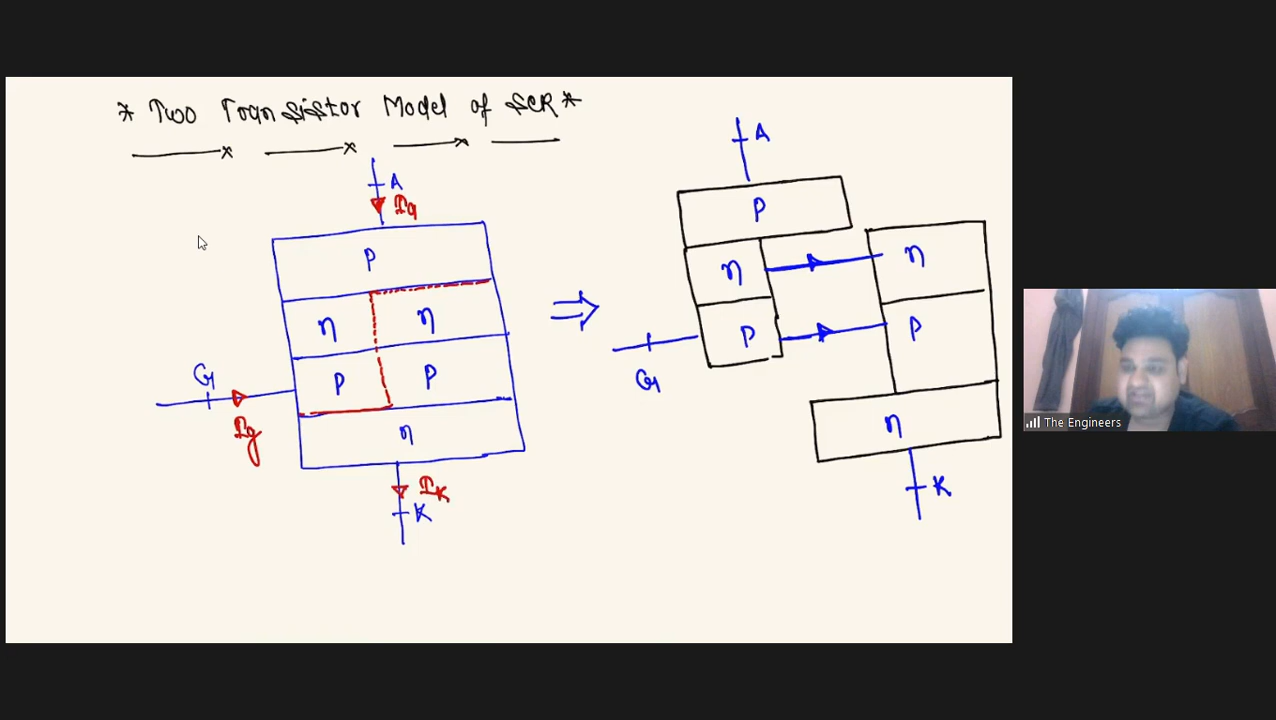 * Two Transistor Model of SCR *
A
A
Ia
P
P
n
n
n
n
P
P
P
P
G
G
Ig
n
n
IK
K
K
The Engineers